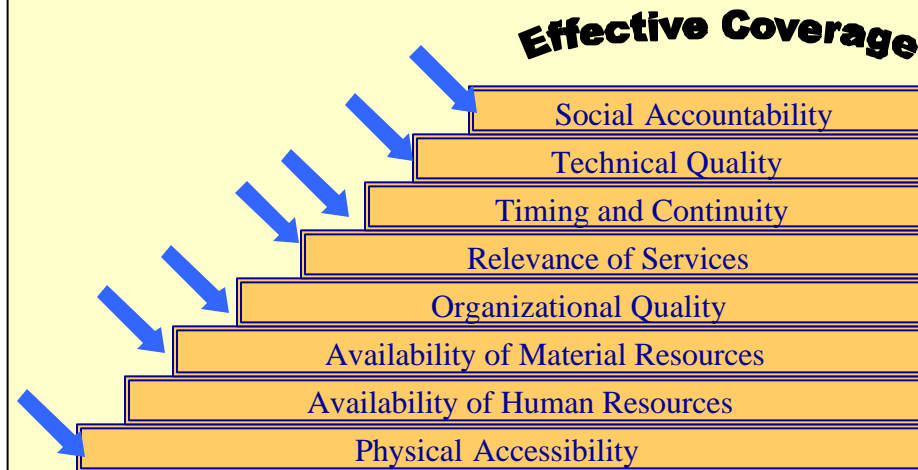 Effective Coverage
Social Accountability
Technical Quality
Timing and Continuity
Relevance of Services
Organizational Quality
Availability of Material Resources
Availability of Human Resources
Physical Accessibility